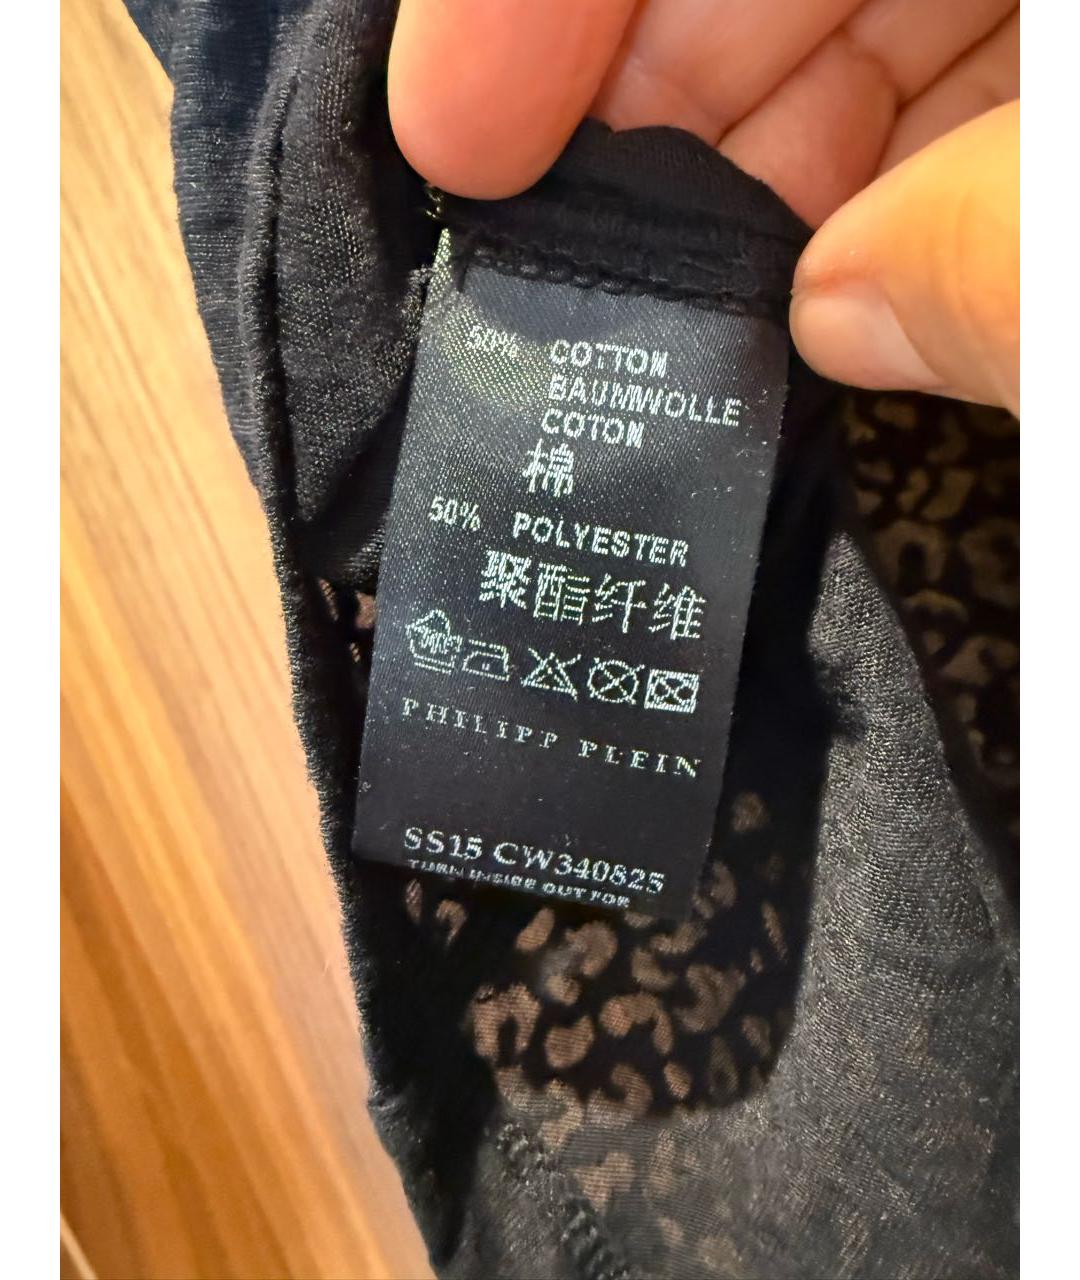 50% COTTON
BAUMWOLLE
COTON
棉
50% POLYESTER
聚酯纤维
PHILIPP PLEIN
SS15 CW340825
TURN INSIDE OUT FOR